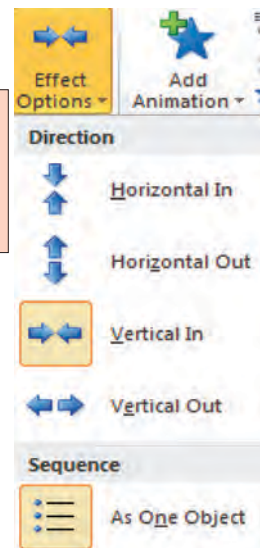 Effect Options
Add Animation
Direction
Horizontal In
Horizontal Out
Vertical In
Vertical Out
Sequence
As One Object